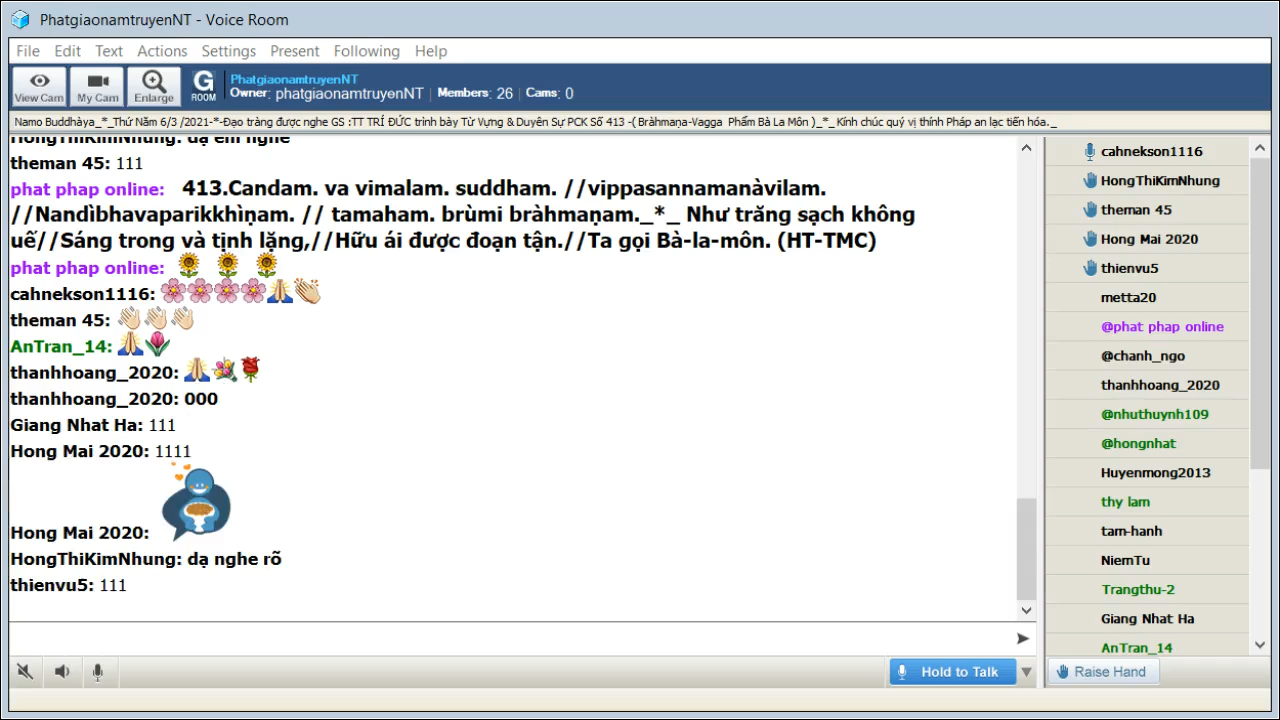 PhatgiaonamtruyenNT - Voice Room
File Edit Text Actions Settings Present Following Help
View Cam My Cam Enlarge G ROOM PhatgiaonamtruyenNT
Owner: phatgiaonamtruyenNT | Members: 26 | Cams: 0
Namo Buddhàya_*_Thứ Năm 6/3 /2021-*-Đạo tràng được nghe GS :TT TRÍ ĐỨC trình bày Từ Vựng & Duyên Sự PCK Số 413 -( Bràhmaṇa-Vagga Phẩm Bà La Môn )_*_ Kính chúc quý vị thính Pháp an lạc tiến hóa._
HongThiKimNhung: dạ em nghe
theman 45: 111
phat phap online: 413.Candam. va vimalam. suddham. //vippasannamanàvilam.
//Nandìbhavaparikkhìṇam. // tamaham. brùmi bràhmaṇam._*_ Như trăng sạch không
uế//Sáng trong và tịnh lặng,//Hữu ái được đoạn tận.//Ta gọi Bà-la-môn. (HT-TMC)
phat phap online:
cahnekson1116:
theman 45:
AnTran_14:
thanhhoang_2020:
thanhhoang_2020: 000
Giang Nhat Ha: 111
Hong Mai 2020: 1111
Hong Mai 2020:
HongThiKimNhung: dạ nghe rõ
thienvu5: 111
Hold to Talk
cahnekson1116
HongThiKimNhung
theman 45
Hong Mai 2020
thienvu5
metta20
@phat phap online
@chanh_ngo
thanhhoang_2020
@nhuthuynh109
@hongnhat
Huyenmong2013
thy lam
tam-hanh
NiemTu
Trangthu-2
Giang Nhat Ha
AnTran_14
Raise Hand